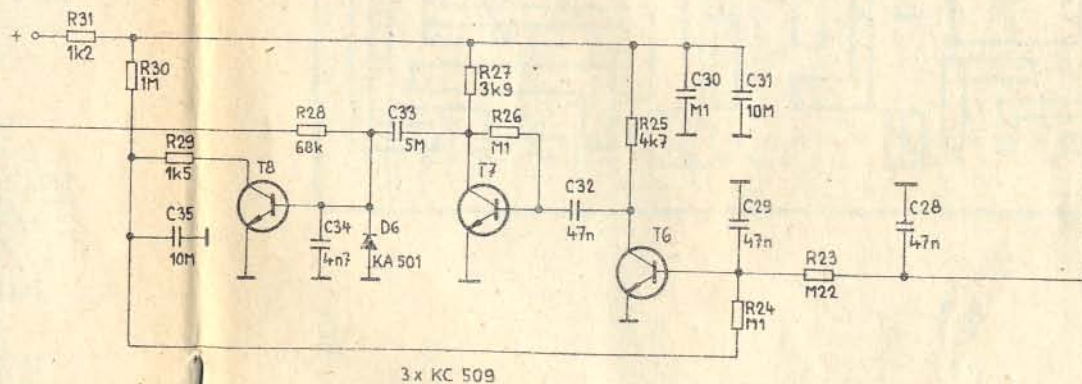 +
R31
1k2
R30
1M
R29
1k5
C35
10M
T8
R28
68k
C34
4n7
D6
KA 501
C33
5M
R27
3k9
R26
M1
T7
C32
47n
R25
4k7
T6
C30
M1
C31
10M
C29
47n
R24
M1
R23
M22
C28
47n
3x KC 509